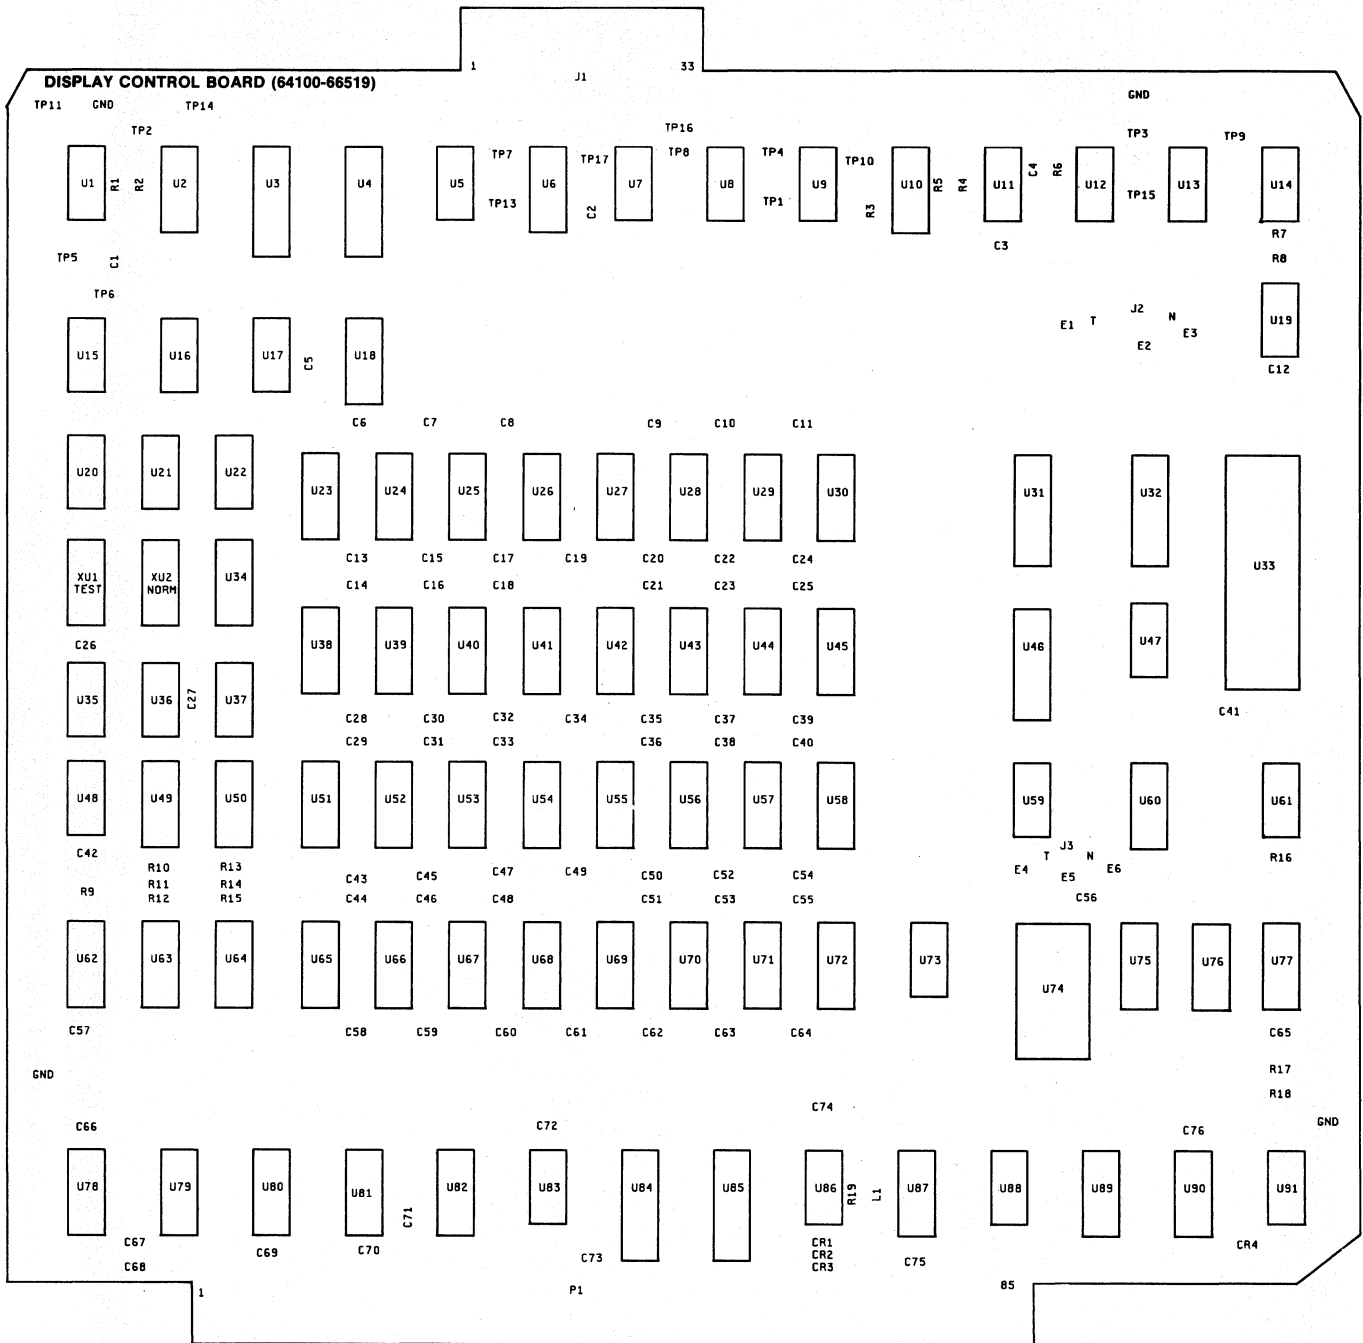 1 J1 33
DISPLAY CONTROL BOARD (64100-66519)
TP11 GND TP14 GND
TP2 TP16 TP3 TP9
TP7 TP17 TP8 TP4 TP10
U1 R1 R2 U2 U3 U4 U5 U6 U7 U8 U9 U10 R5 R4 U11 C4 R6 U12 U13 U14
TP13 C2 TP1 R3 TP15
R7
C3
TP5 C1 R8
TP6
J2
E1 T N E3 U19
E2
U15 U16 U17 C5 U18
C12
C6 C7 C8 C9 C10 C11
U20 U21 U22
U23 U24 U25 U26 U27 U28 U29 U30 U31 U32
C13 C15 C17 C19 C20 C22 C24
U33
XU1 XU2 U34
TEST NORM
C14 C16 C18 C21 C23 C25
C26
U38 U39 U40 U41 U42 U43 U44 U45 U46 U47
U35 U36 C27 U37
C28 C30 C32 C34 C35 C37 C39 C41
C29 C31 C33 C36 C38 C40
U48 U49 U50 U51 U52 U53 U54 U55 U56 U57 U58 U59 U60 U61
C42 J3
T N R16
R10 R13 C47 C49 E4 E5 E6
R11 R14 C43 C45 C50 C52 C54
R9
R12 R15 C44 C46 C48 C51 C53 C55 C56
U62 U63 U64 U65 U66 U67 U68 U69 U70 U71 U72 U73 U75 U76 U77
U74
C57 C58 C59 C60 C61 C62 C63 C64 C65
GND R17
R18
C74
C66 C72 C76 GND
U78 U79 U80 U81 U82 U83 U84 U85 U86 R19 L1 U87 U88 U89 U90 U91
C71
C67 C69 C70 CR1 CR4
C73 CR2 C75
C68 CR3
1 P1 85